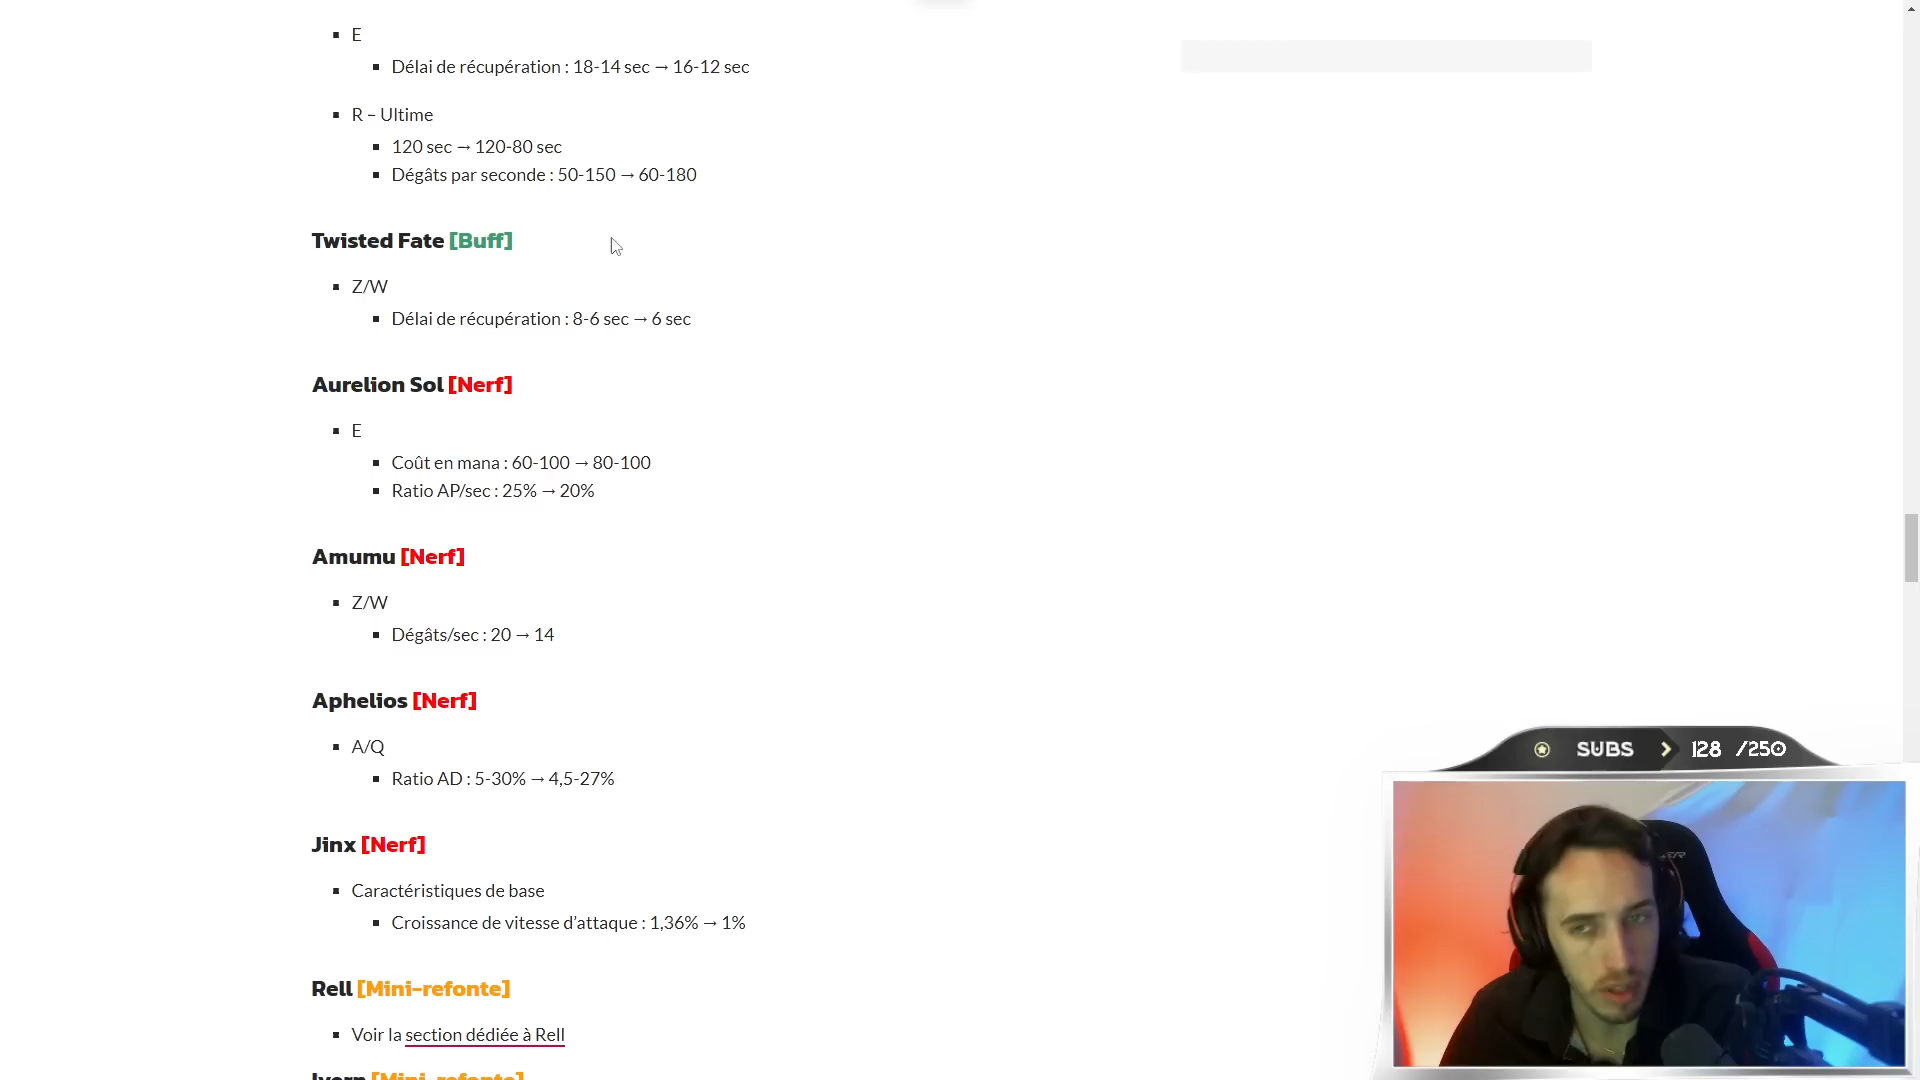 E
Délai de récupération : 18-14 sec → 16-12 sec
R – Ultime
120 sec → 120-80 sec
Dégâts par seconde : 50-150 → 60-180
Twisted Fate [Buff]
Z/W
Délai de récupération : 8-6 sec → 6 sec
Aurelion Sol [Nerf]
E
Coût en mana : 60-100 → 80-100
Ratio AP/sec : 25% → 20%
Amumu [Nerf]
Z/W
Dégâts/sec : 20 → 14
Aphelios [Nerf]
A/Q
Ratio AD : 5-30% → 4,5-27%
Jinx [Nerf]
Caractéristiques de base
Croissance de vitesse d’attaque : 1,36% → 1%
Rell [Mini-refonte]
Voir la section dédiée à Rell
Ivern [Mini-refonte]
SUBS 128 /250